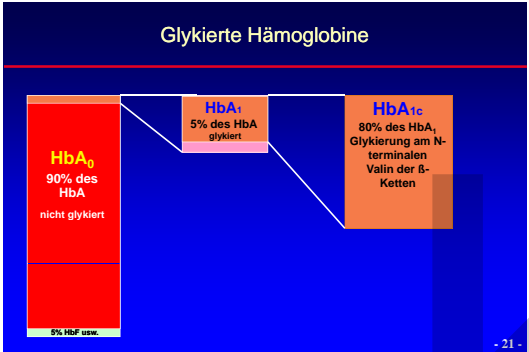 Glykierte Hämoglobine
HbA₀
90% des
HbA
nicht glykiert
5% HbF usw.
HbA₁
5% des HbA
glykiert
HbA₁c
80% des HbA₁
Glykierung am N-
terminalen
Valin der ß-
Ketten
- 21 -